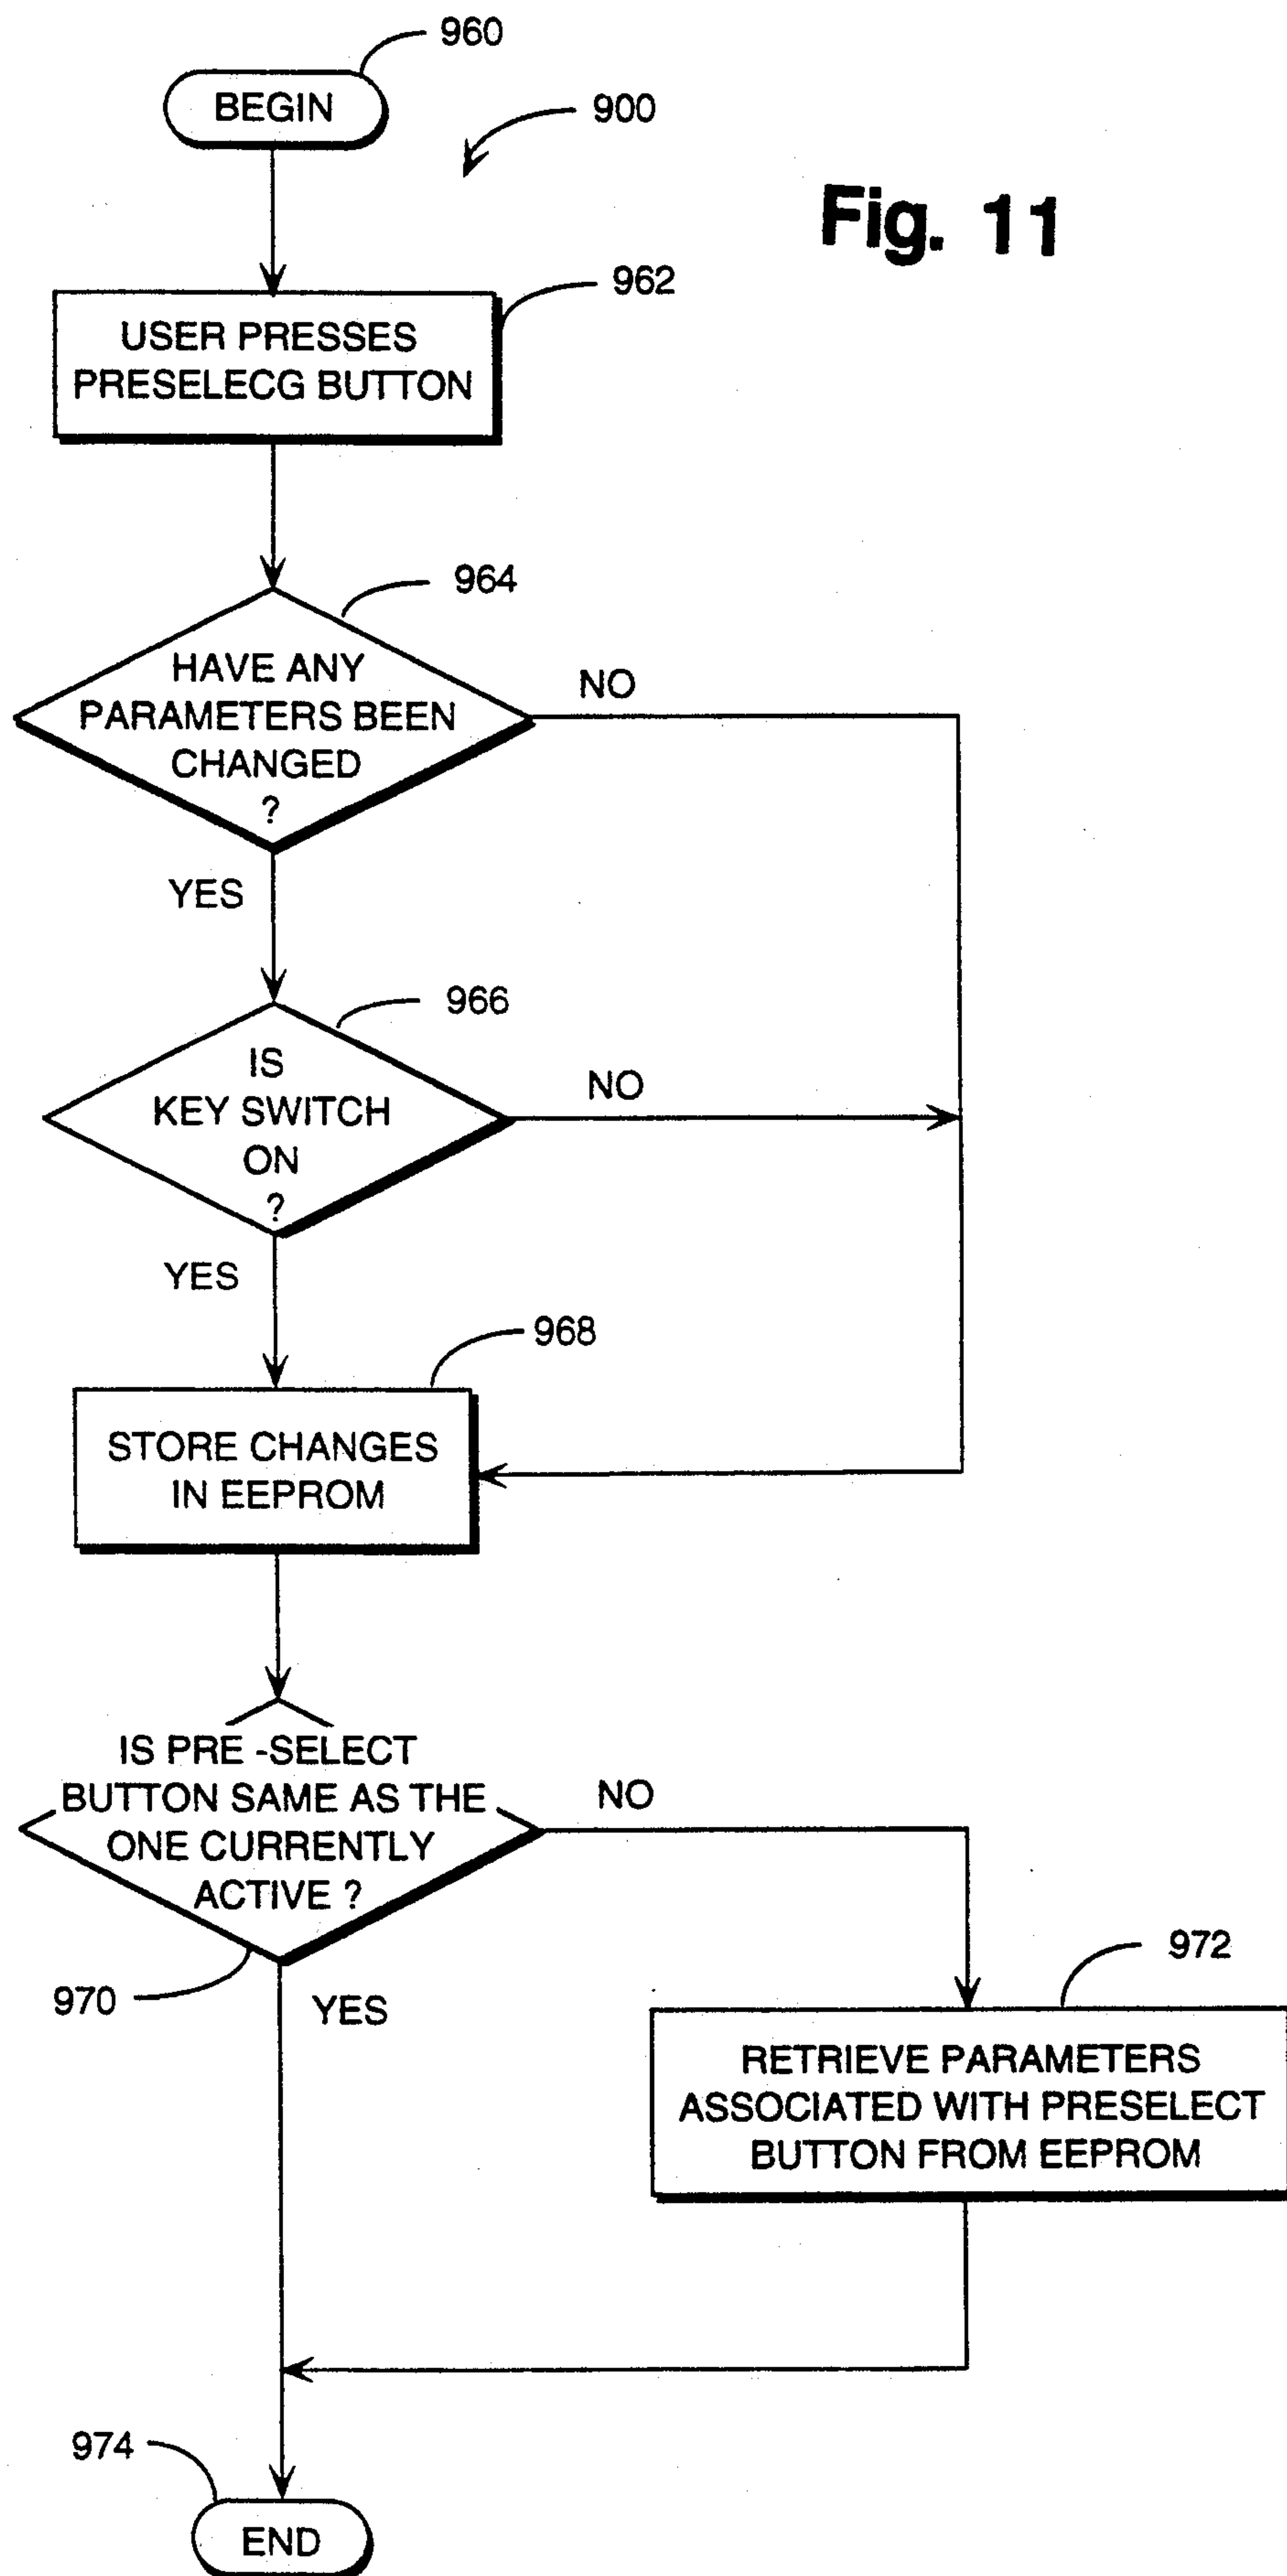 960
BEGIN
900
Fig. 11
962
USER PRESSES
PRESELECG BUTTON
964
HAVE ANY
PARAMETERS BEEN
CHANGED
?
NO
YES
966
IS
KEY SWITCH
ON
?
NO
YES
968
STORE CHANGES
IN EEPROM
IS PRE -SELECT
BUTTON SAME AS THE
ONE CURRENTLY
ACTIVE ?
NO
970
YES
972
RETRIEVE PARAMETERS
ASSOCIATED WITH PRESELECT
BUTTON FROM EEPROM
974
END